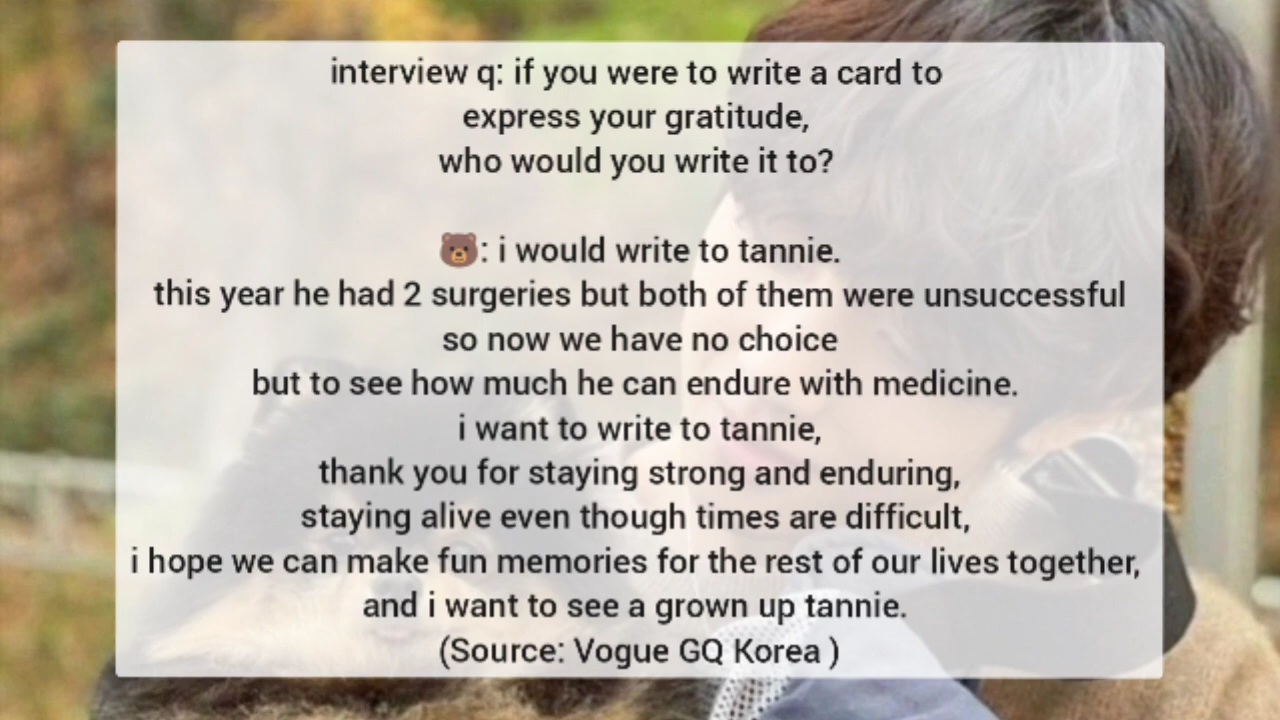 interview q: if you were to write a card to
express your gratitude,
who would you write it to?
🐻: i would write to tannie.
this year he had 2 surgeries but both of them were unsuccessful
so now we have no choice
but to see how much he can endure with medicine.
i want to write to tannie,
thank you for staying strong and enduring,
staying alive even though times are difficult,
i hope we can make fun memories for the rest of our lives together,
and i want to see a grown up tannie.
(Source: Vogue GQ Korea )